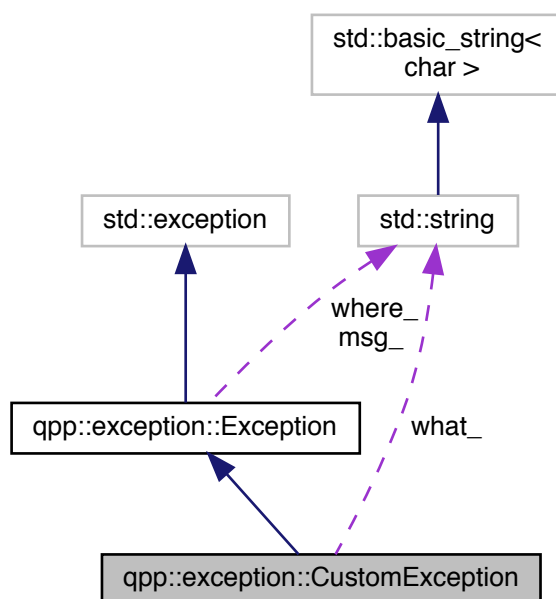 std::basic_string<
char >
std::exception
std::string
where_
msg_
qpp::exception::Exception
what_
qpp::exception::CustomException